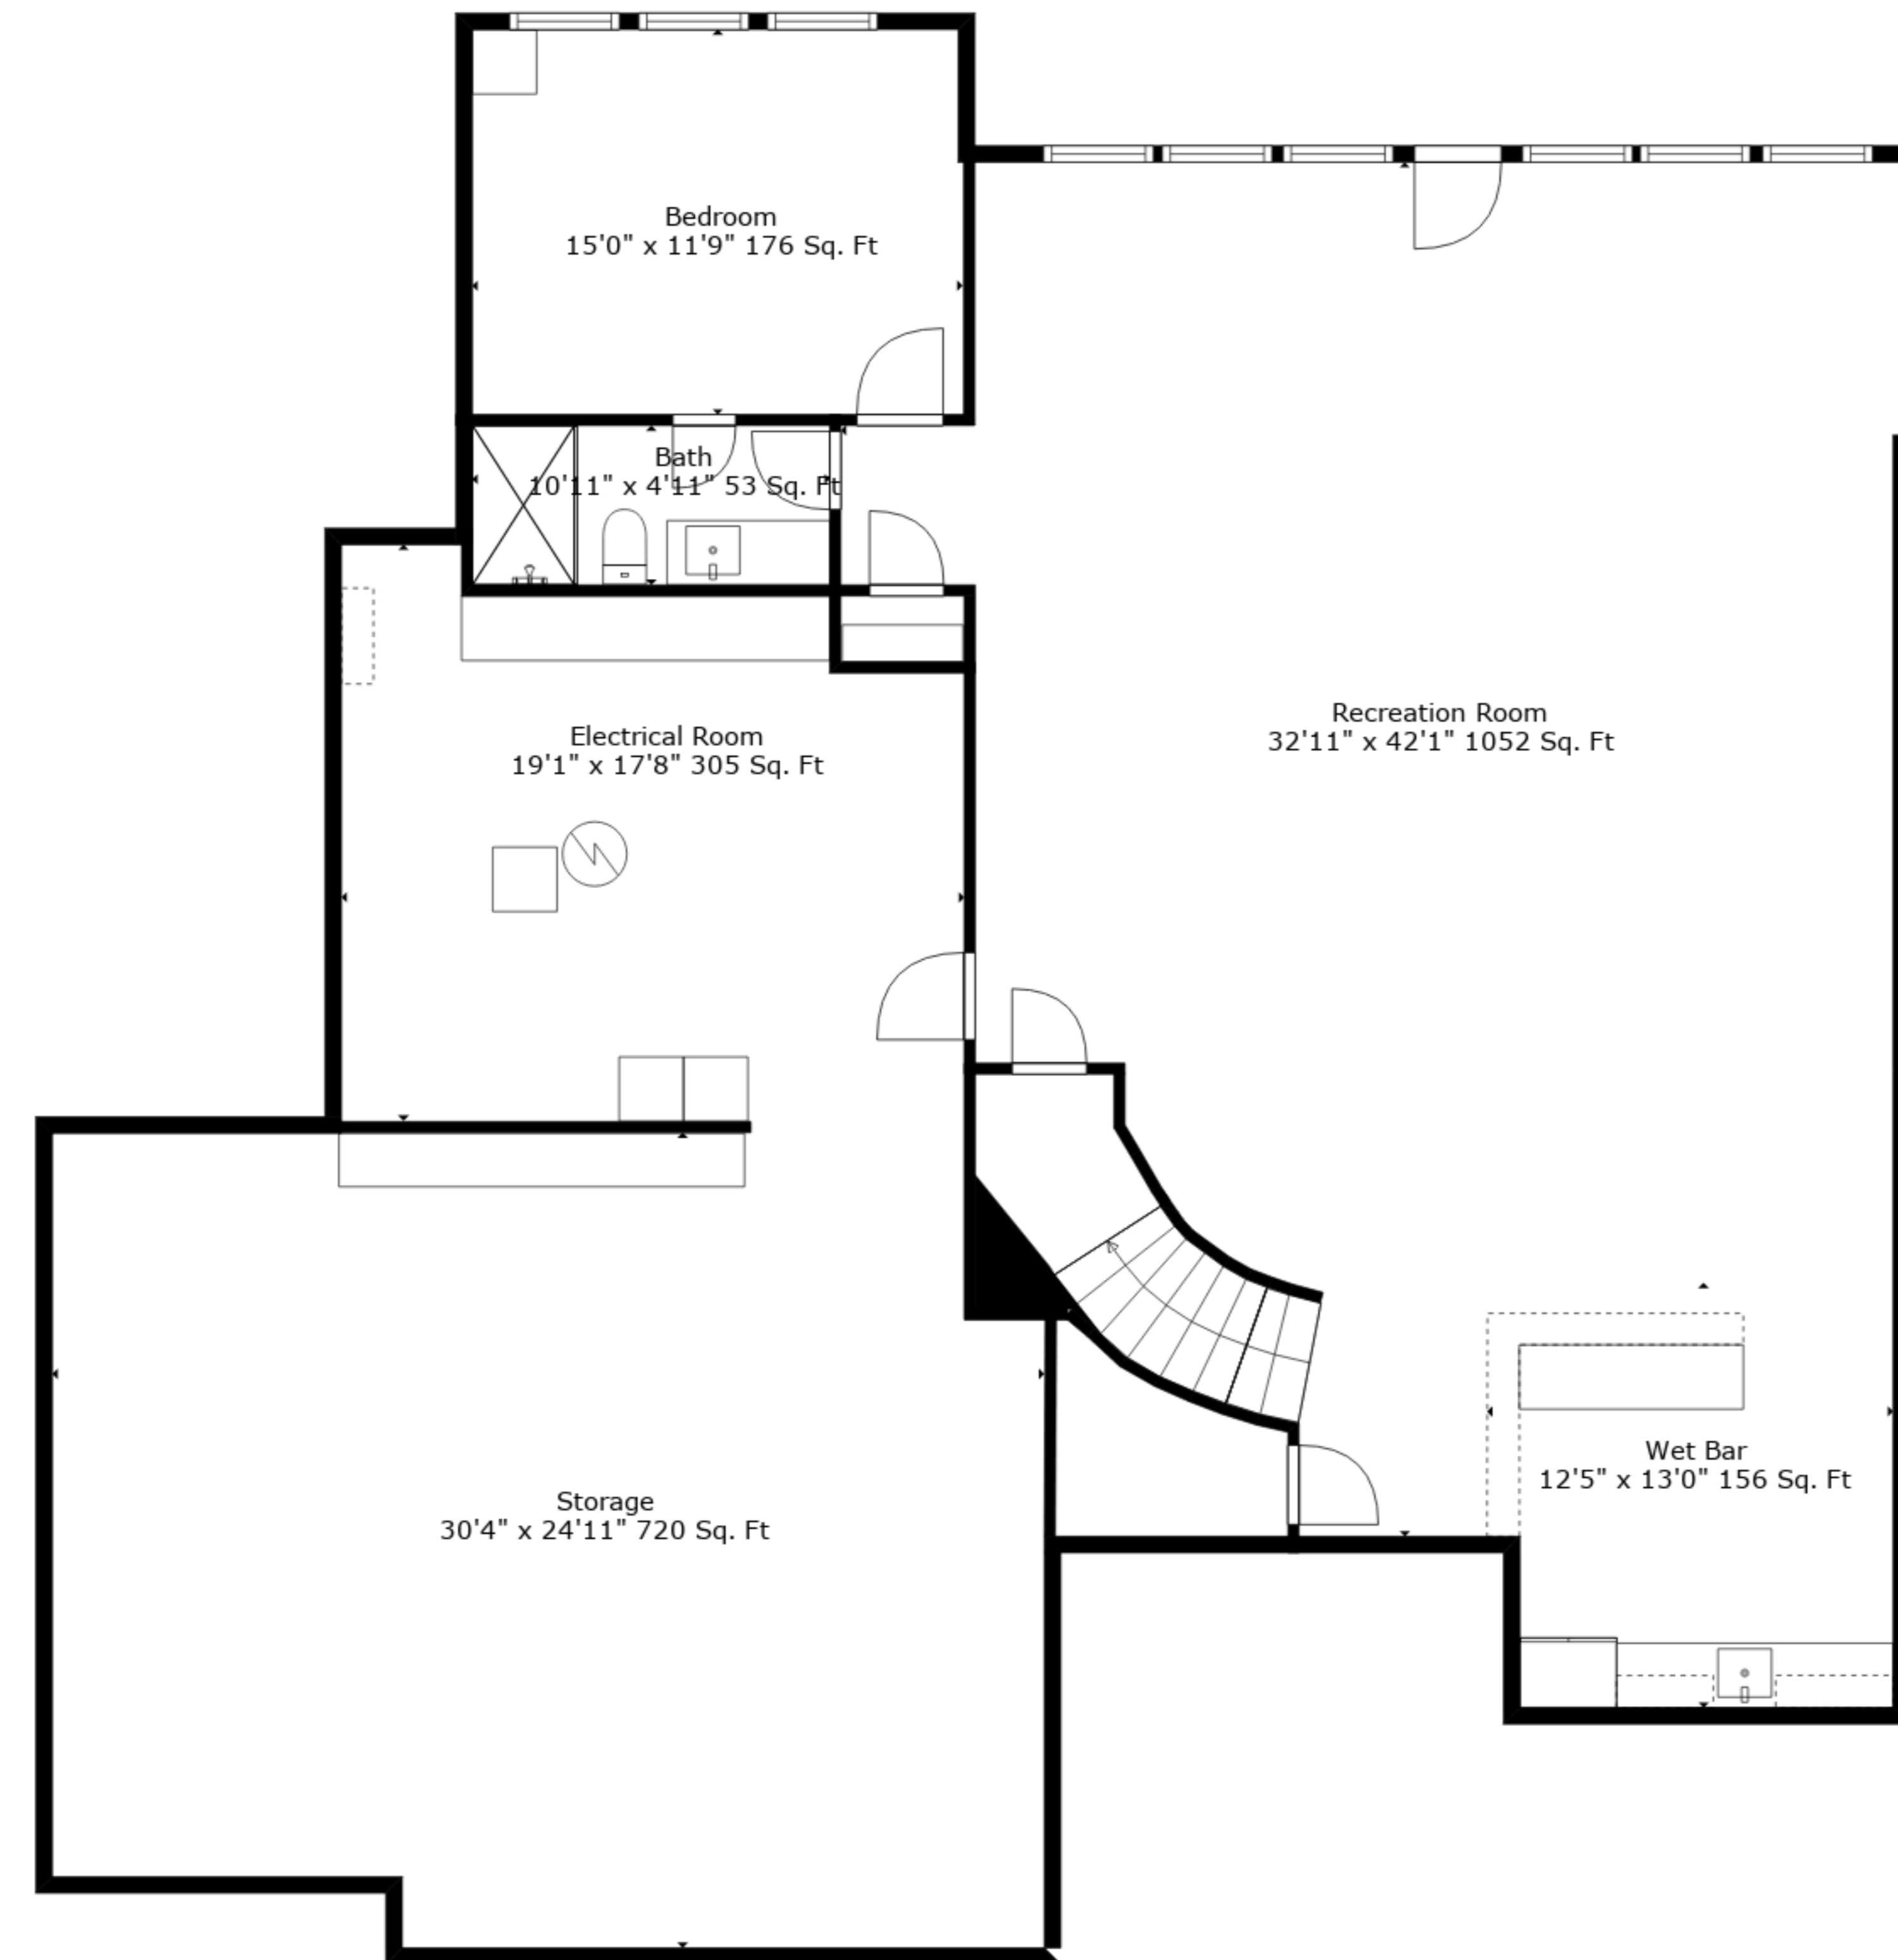 Bedroom
15'0" x 11'9" 176 Sq. Ft
Bath
10'11" x 4'11" 53 Sq. Ft
Recreation Room
32'11" x 42'1" 1052 Sq. Ft
Electrical Room
19'1" x 17'8" 305 Sq. Ft
Wet Bar
12'5" x 13'0" 156 Sq. Ft
Storage
30'4" x 24'11" 720 Sq. Ft